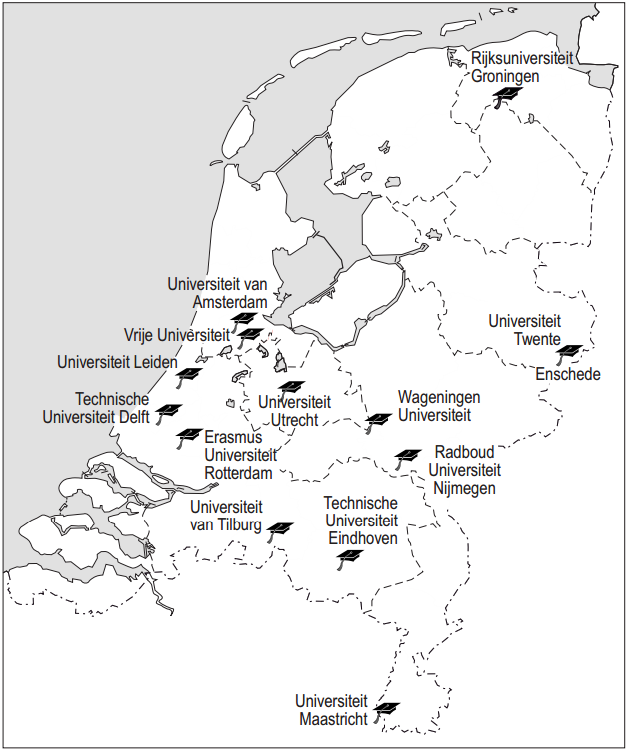 Rijksuniversiteit
Groningen
Universiteit van
Amsterdam
Vrije Universiteit
Universiteit
Twente
Enschede
Universiteit Leiden
Technische
Universiteit Delft
Universiteit
Utrecht
Wageningen
Universiteit
Erasmus
Universiteit
Rotterdam
Radboud
Universiteit
Nijmegen
Universiteit
van Tilburg
Technische
Universiteit
Eindhoven
Universiteit
Maastricht